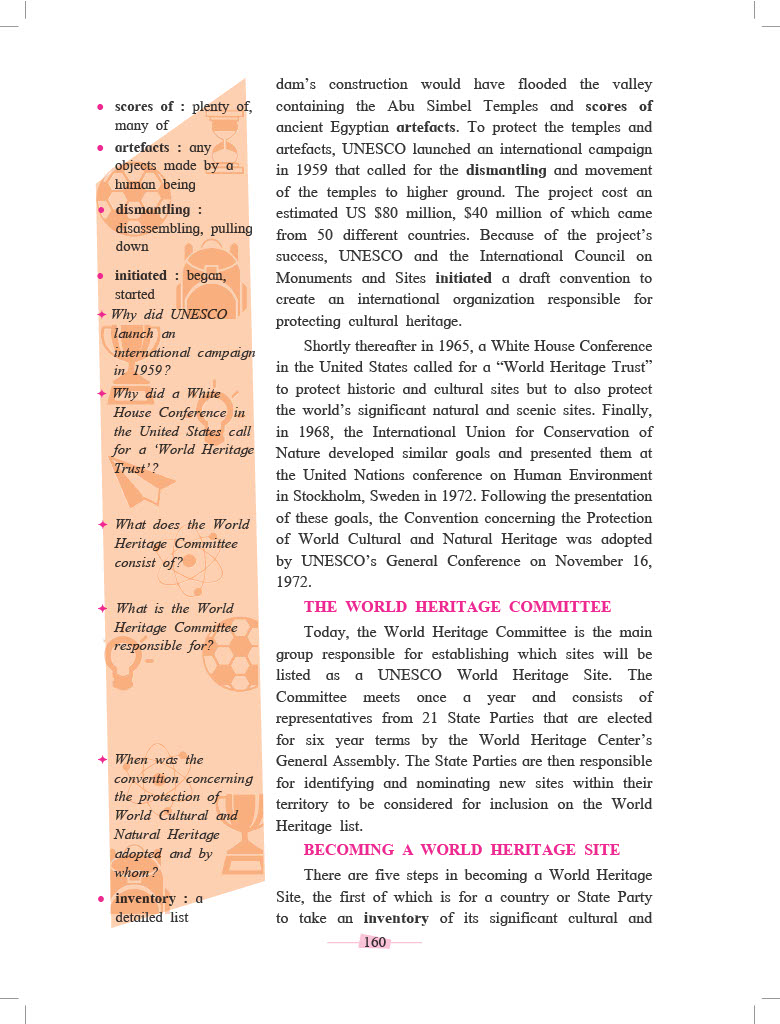 • scores of : plenty of,
many of
• artefacts : any
objects made by a
human being
• dismantling :
disassembling, pulling
down
• initiated : began,
started
✦ Why did UNESCO
launch an
international campaign
in 1959?
✦ Why did a White
House Conference in
the United States call
for a ‘World Heritage
Trust’?
✦ What does the World
Heritage Committee
consist of?
✦ What is the World
Heritage Committee
responsible for?
✦ When was the
convention concerning
the protection of
World Cultural and
Natural Heritage
adopted and by
whom?
• inventory : a
detailed list
dam’s construction would have flooded the valley
containing the Abu Simbel Temples and scores of
ancient Egyptian artefacts. To protect the temples and
artefacts, UNESCO launched an international campaign
in 1959 that called for the dismantling and movement
of the temples to higher ground. The project cost an
estimated US $80 million, $40 million of which came
from 50 different countries. Because of the project’s
success, UNESCO and the International Council on
Monuments and Sites initiated a draft convention to
create an international organization responsible for
protecting cultural heritage.
Shortly thereafter in 1965, a White House Conference
in the United States called for a “World Heritage Trust”
to protect historic and cultural sites but to also protect
the world’s significant natural and scenic sites. Finally,
in 1968, the International Union for Conservation of
Nature developed similar goals and presented them at
the United Nations conference on Human Environment
in Stockholm, Sweden in 1972. Following the presentation
of these goals, the Convention concerning the Protection
of World Cultural and Natural Heritage was adopted
by UNESCO’s General Conference on November 16,
1972.
THE WORLD HERITAGE COMMITTEE
Today, the World Heritage Committee is the main
group responsible for establishing which sites will be
listed as a UNESCO World Heritage Site. The
Committee meets once a year and consists of
representatives from 21 State Parties that are elected
for six year terms by the World Heritage Center’s
General Assembly. The State Parties are then responsible
for identifying and nominating new sites within their
territory to be considered for inclusion on the World
Heritage list.
BECOMING A WORLD HERITAGE SITE
There are five steps in becoming a World Heritage
Site, the first of which is for a country or State Party
to take an inventory of its significant cultural and
160